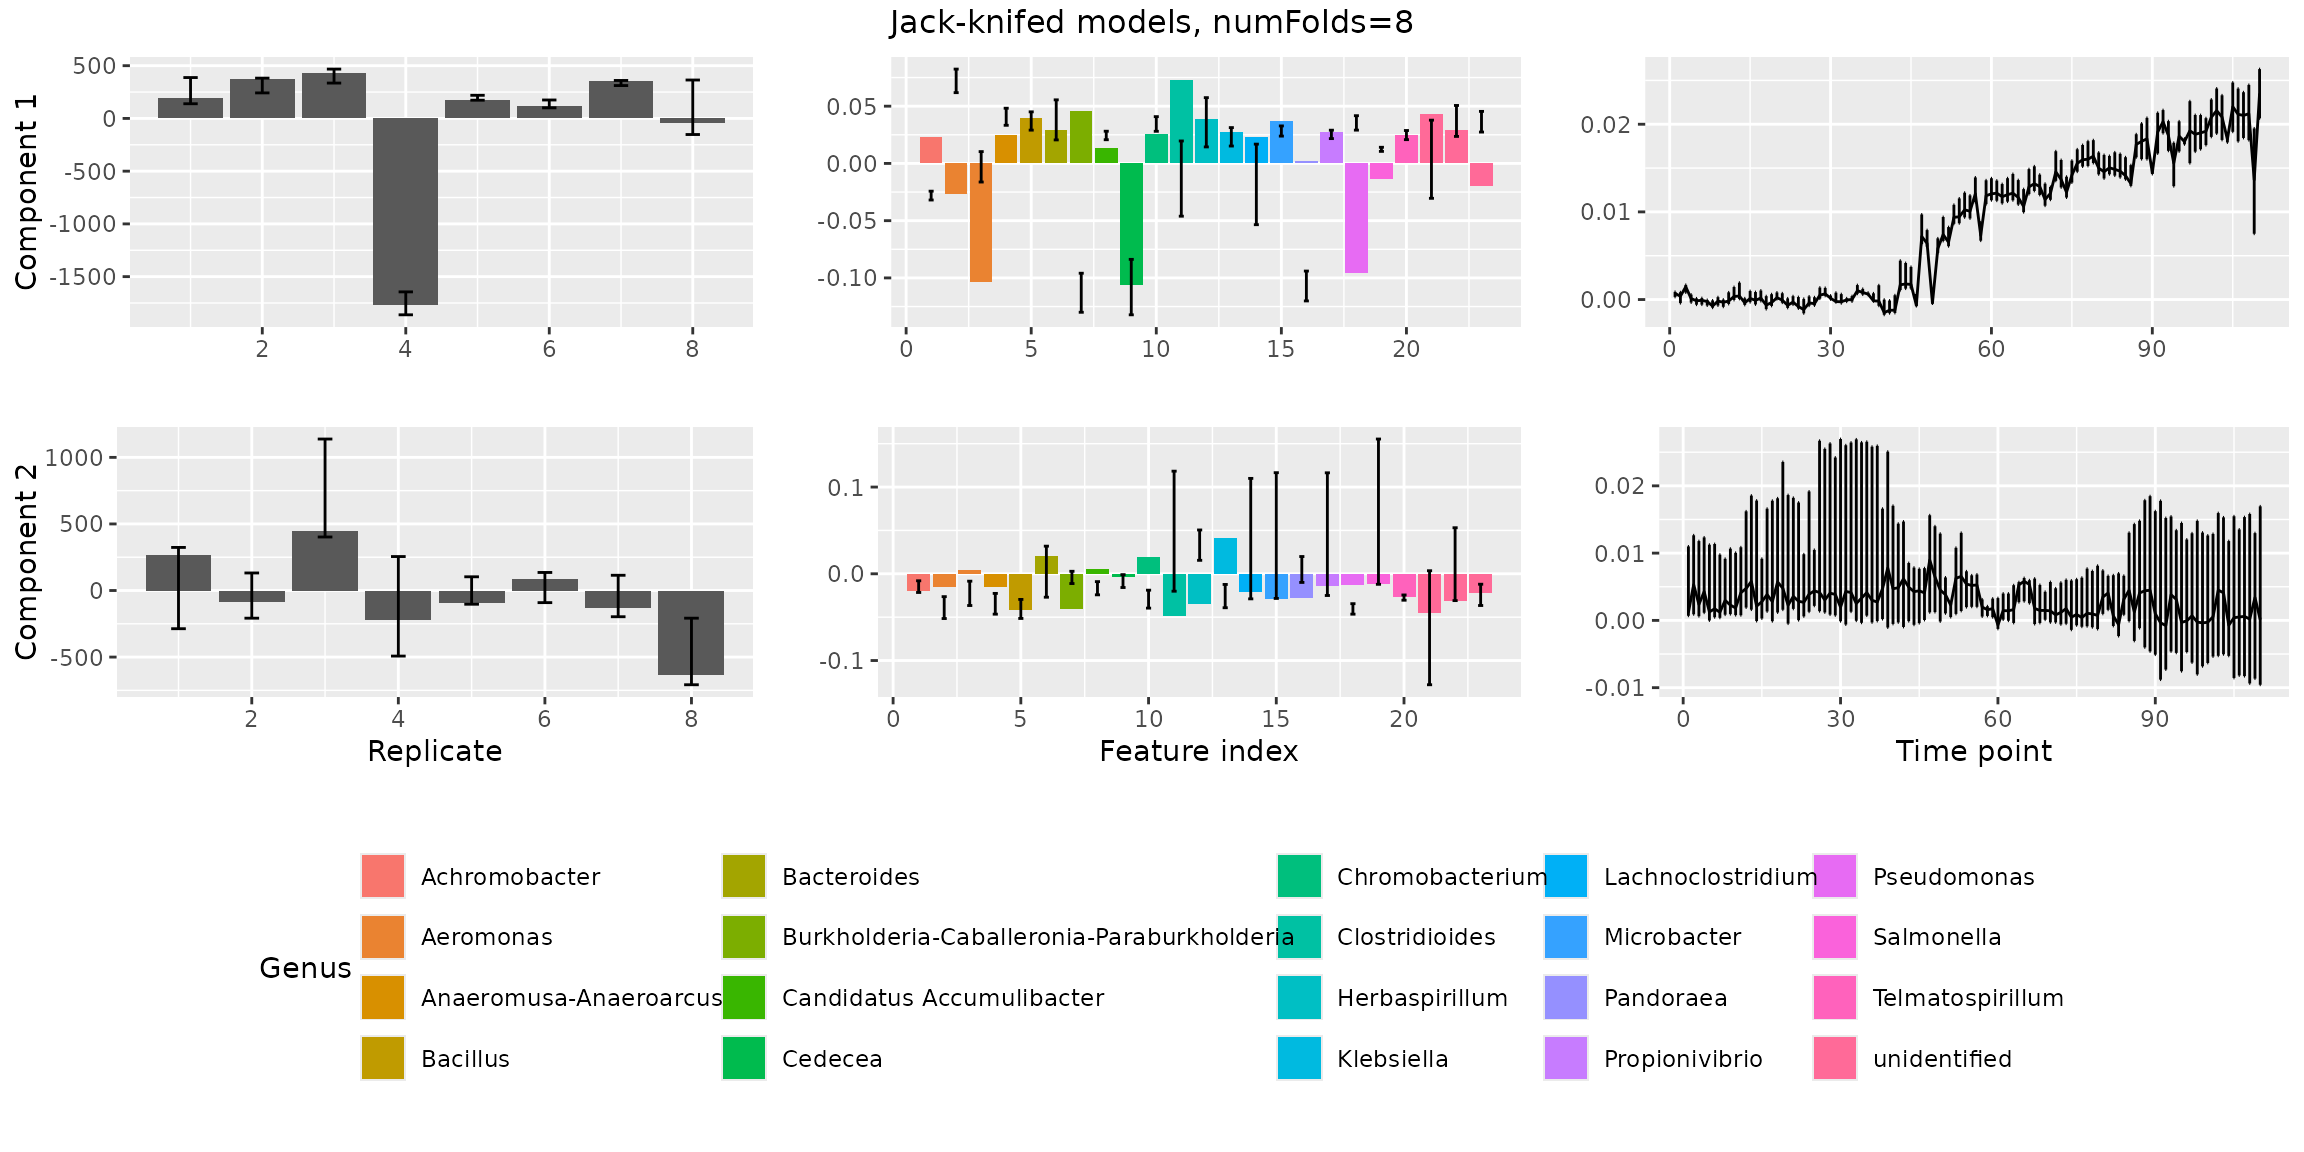 Jack-knifed models, numFolds=8
Component 1
500
0
-500
-1000
-1500
2 4 6 8
0.05
0.00
-0.05
-0.10
0 5 10 15 20
0.02
0.01
0.00
0 30 60 90
Component 2
1000
500
0
-500
2 4 6 8
Replicate
0.1
0.0
-0.1
0 5 10 15 20
Feature index
0.02
0.01
0.00
-0.01
0 30 60 90
Time point
Genus
Achromobacter
Aeromonas
Anaeromusa-Anaeroarcus
Bacillus
Bacteroides
Burkholderia-Caballeronia-Paraburkholderia
Candidatus Accumulibacter
Cedecea
Chromobacterium
Clostridioides
Herbaspirillum
Klebsiella
Lachnoclostridium
Microbacter
Pandoraea
Propionivibrio
Pseudomonas
Salmonella
Telmatospirillum
unidentified